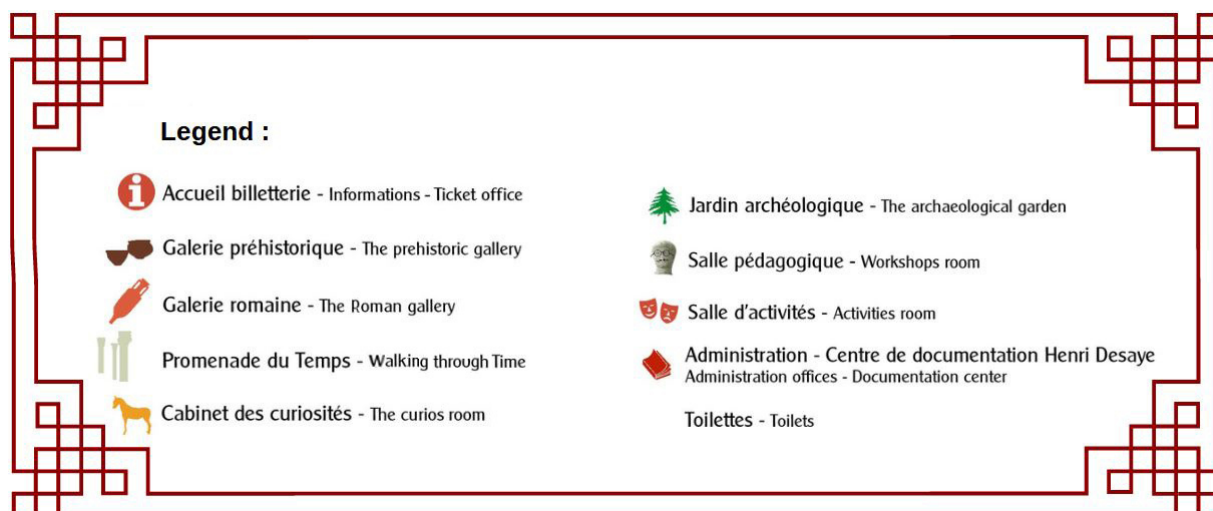 Legend :
Accueil billetterie - Informations - Ticket office
Galerie préhistorique - The prehistoric gallery
Galerie romaine - The Roman gallery
Promenade du Temps - Walking through Time
Cabinet des curiosités - The curios room
Jardin archéologique - The archaeological garden
Salle pédagogique - Workshops room
Salle d'activités - Activities room
Administration - Centre de documentation Henri Desaye
Administration offices - Documentation center
Toilettes - Toilets